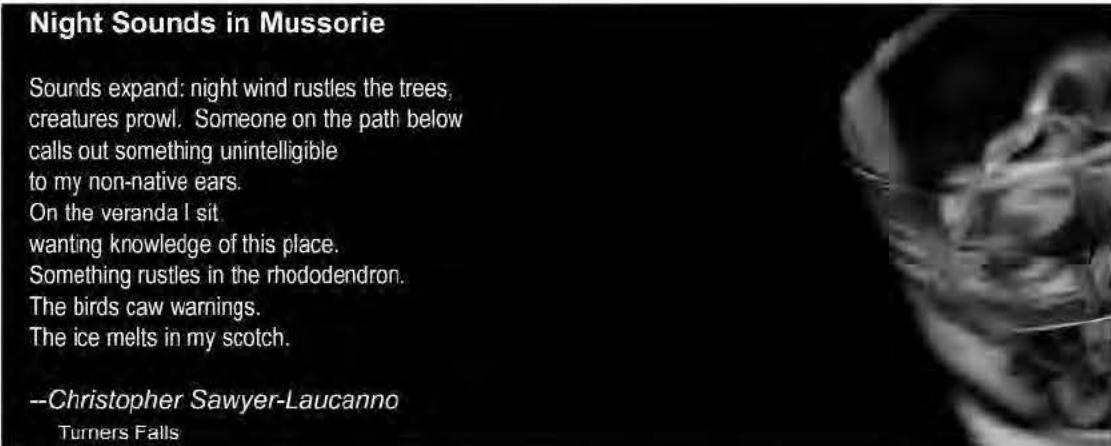 Night Sounds in Mussorie
Sounds expand: night wind rustles the trees,
creatures prowl.  Someone on the path below
calls out something unintelligible
to my non-native ears.
On the veranda I sit
wanting knowledge of this place.
Something rustles in the rhododendron.
The birds caw warnings.
The ice melts in my scotch.
--Christopher Sawyer-Laucanno
Turners Falls